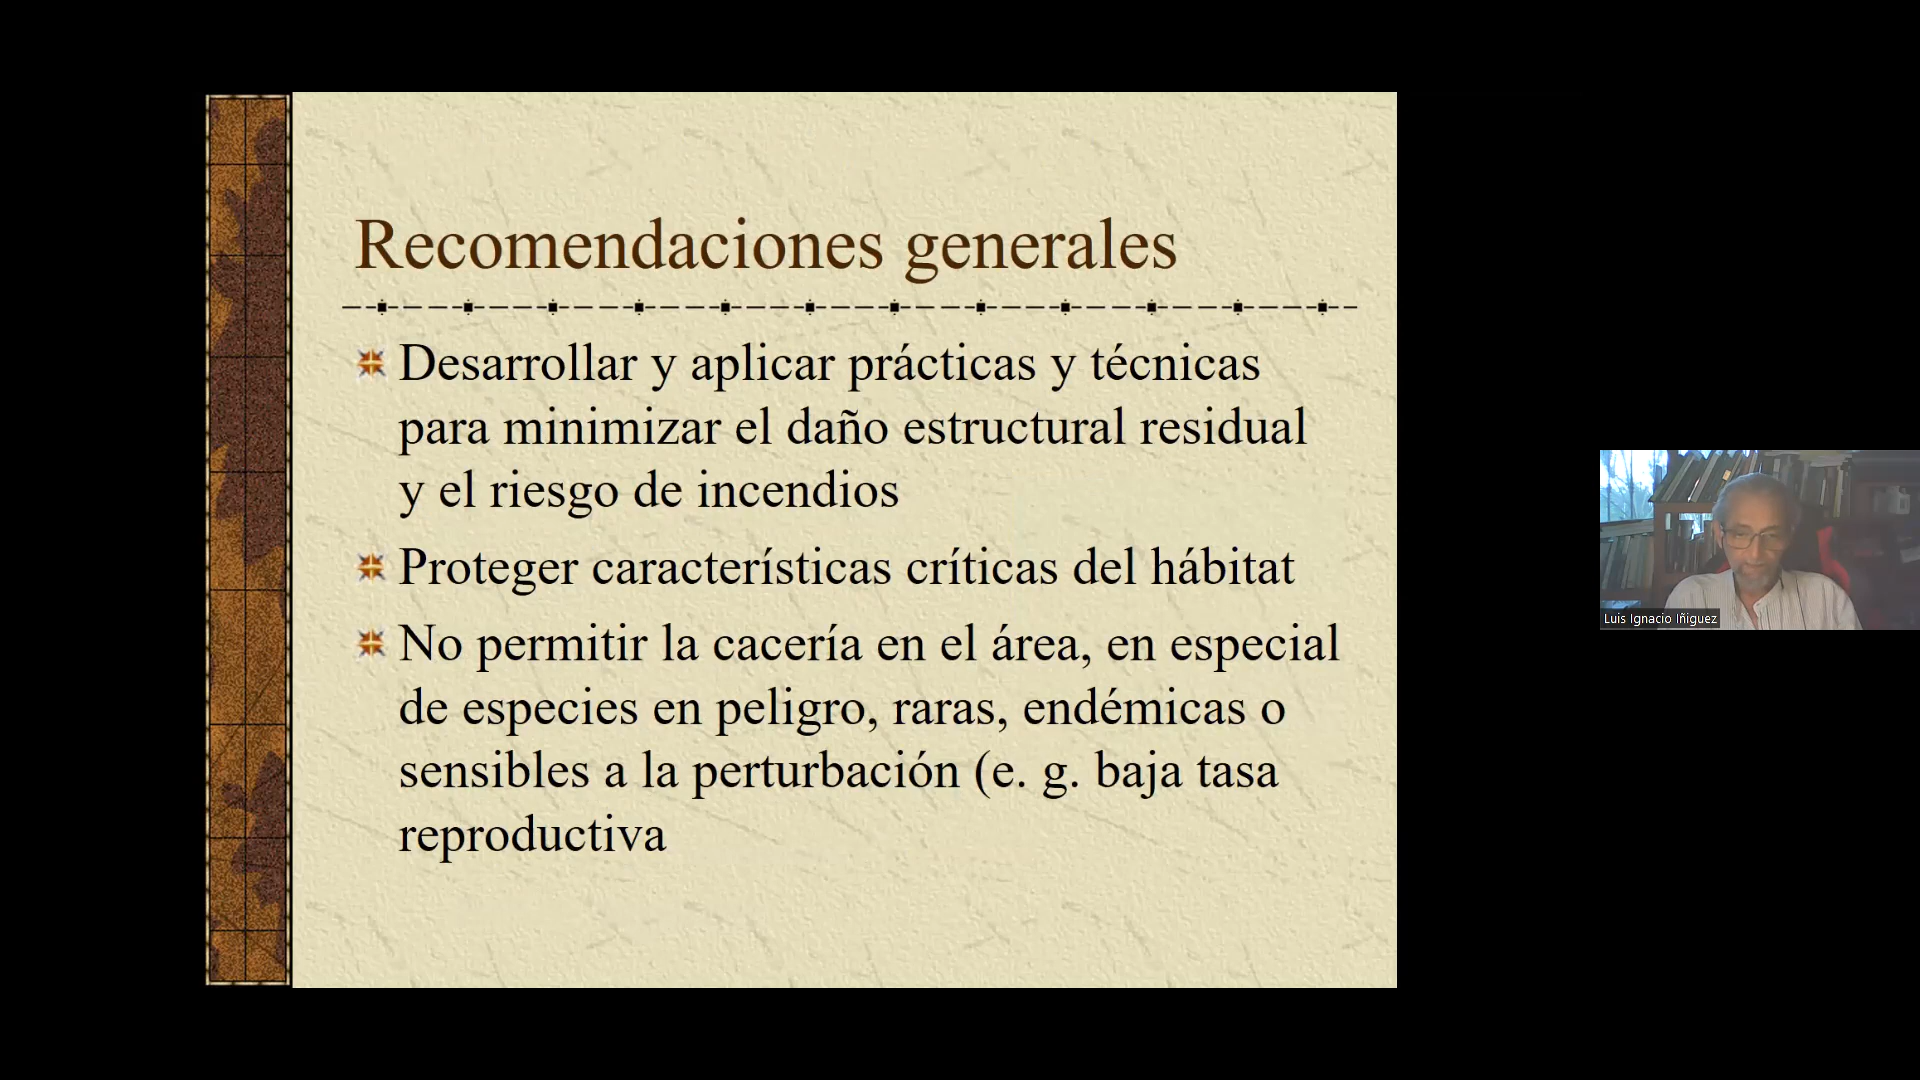 Recomendaciones generales
Desarrollar y aplicar prácticas y técnicas
para minimizar el daño estructural residual
y el riesgo de incendios
Proteger características críticas del hábitat
No permitir la cacería en el área, en especial
de especies en peligro, raras, endémicas o
sensibles a la perturbación (e. g. baja tasa
reproductiva
Luis Ignacio Iñiguez